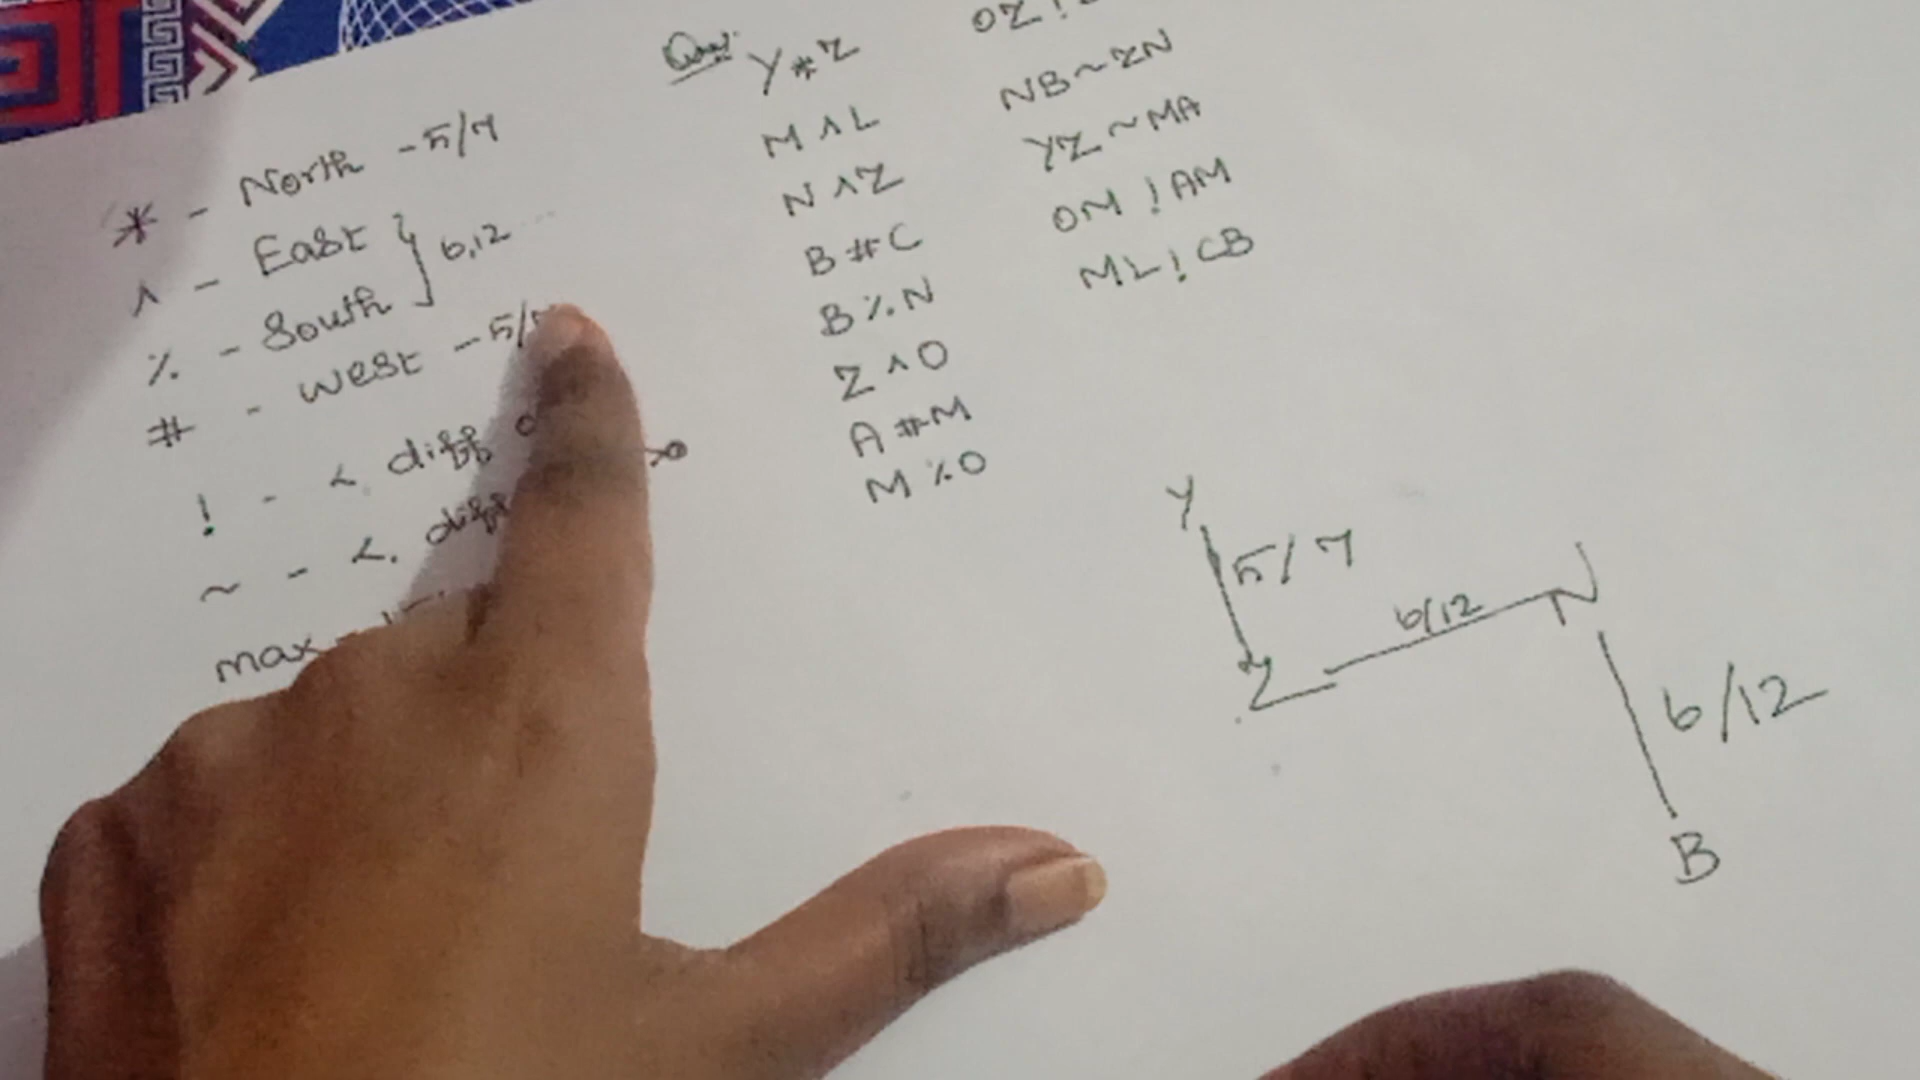 * - North - 5/7
^ - East } 6,12
% - South
# - west - 5/
! - <. diff
~ - <. diff
max -
Que: Y*Z
M^L
N^Z
B#C
B%N
Z^O
A#M
M%O
OZ!
NB~ZN
YZ~MA
OM!AM
ML!CB
Y
5/7
6/12
N
Z
6/12
B